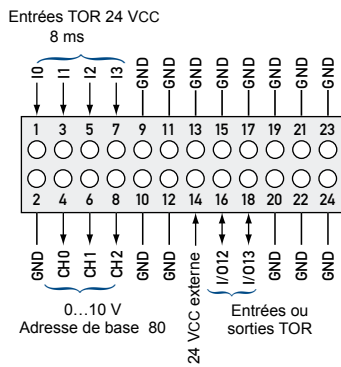 Entrées TOR 24 VCC
8 ms
I0 I1 I2 I3 GND GND GND GND GND GND GND GND
1 3 5 7 9 11 13 15 17 19 21 23
2 4 6 8 10 12 14 16 18 20 22 24
GND CH0 CH1 CH2 GND GND 24 VCC externe I/O12 I/O13 GND GND GND
0…10 V
Adresse de base 80
Entrées ou
sorties TOR